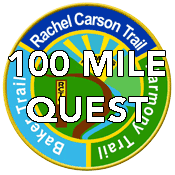 Rachel Carson Trail
100 MILE
QUEST
Baker Trail
Harmony Trail